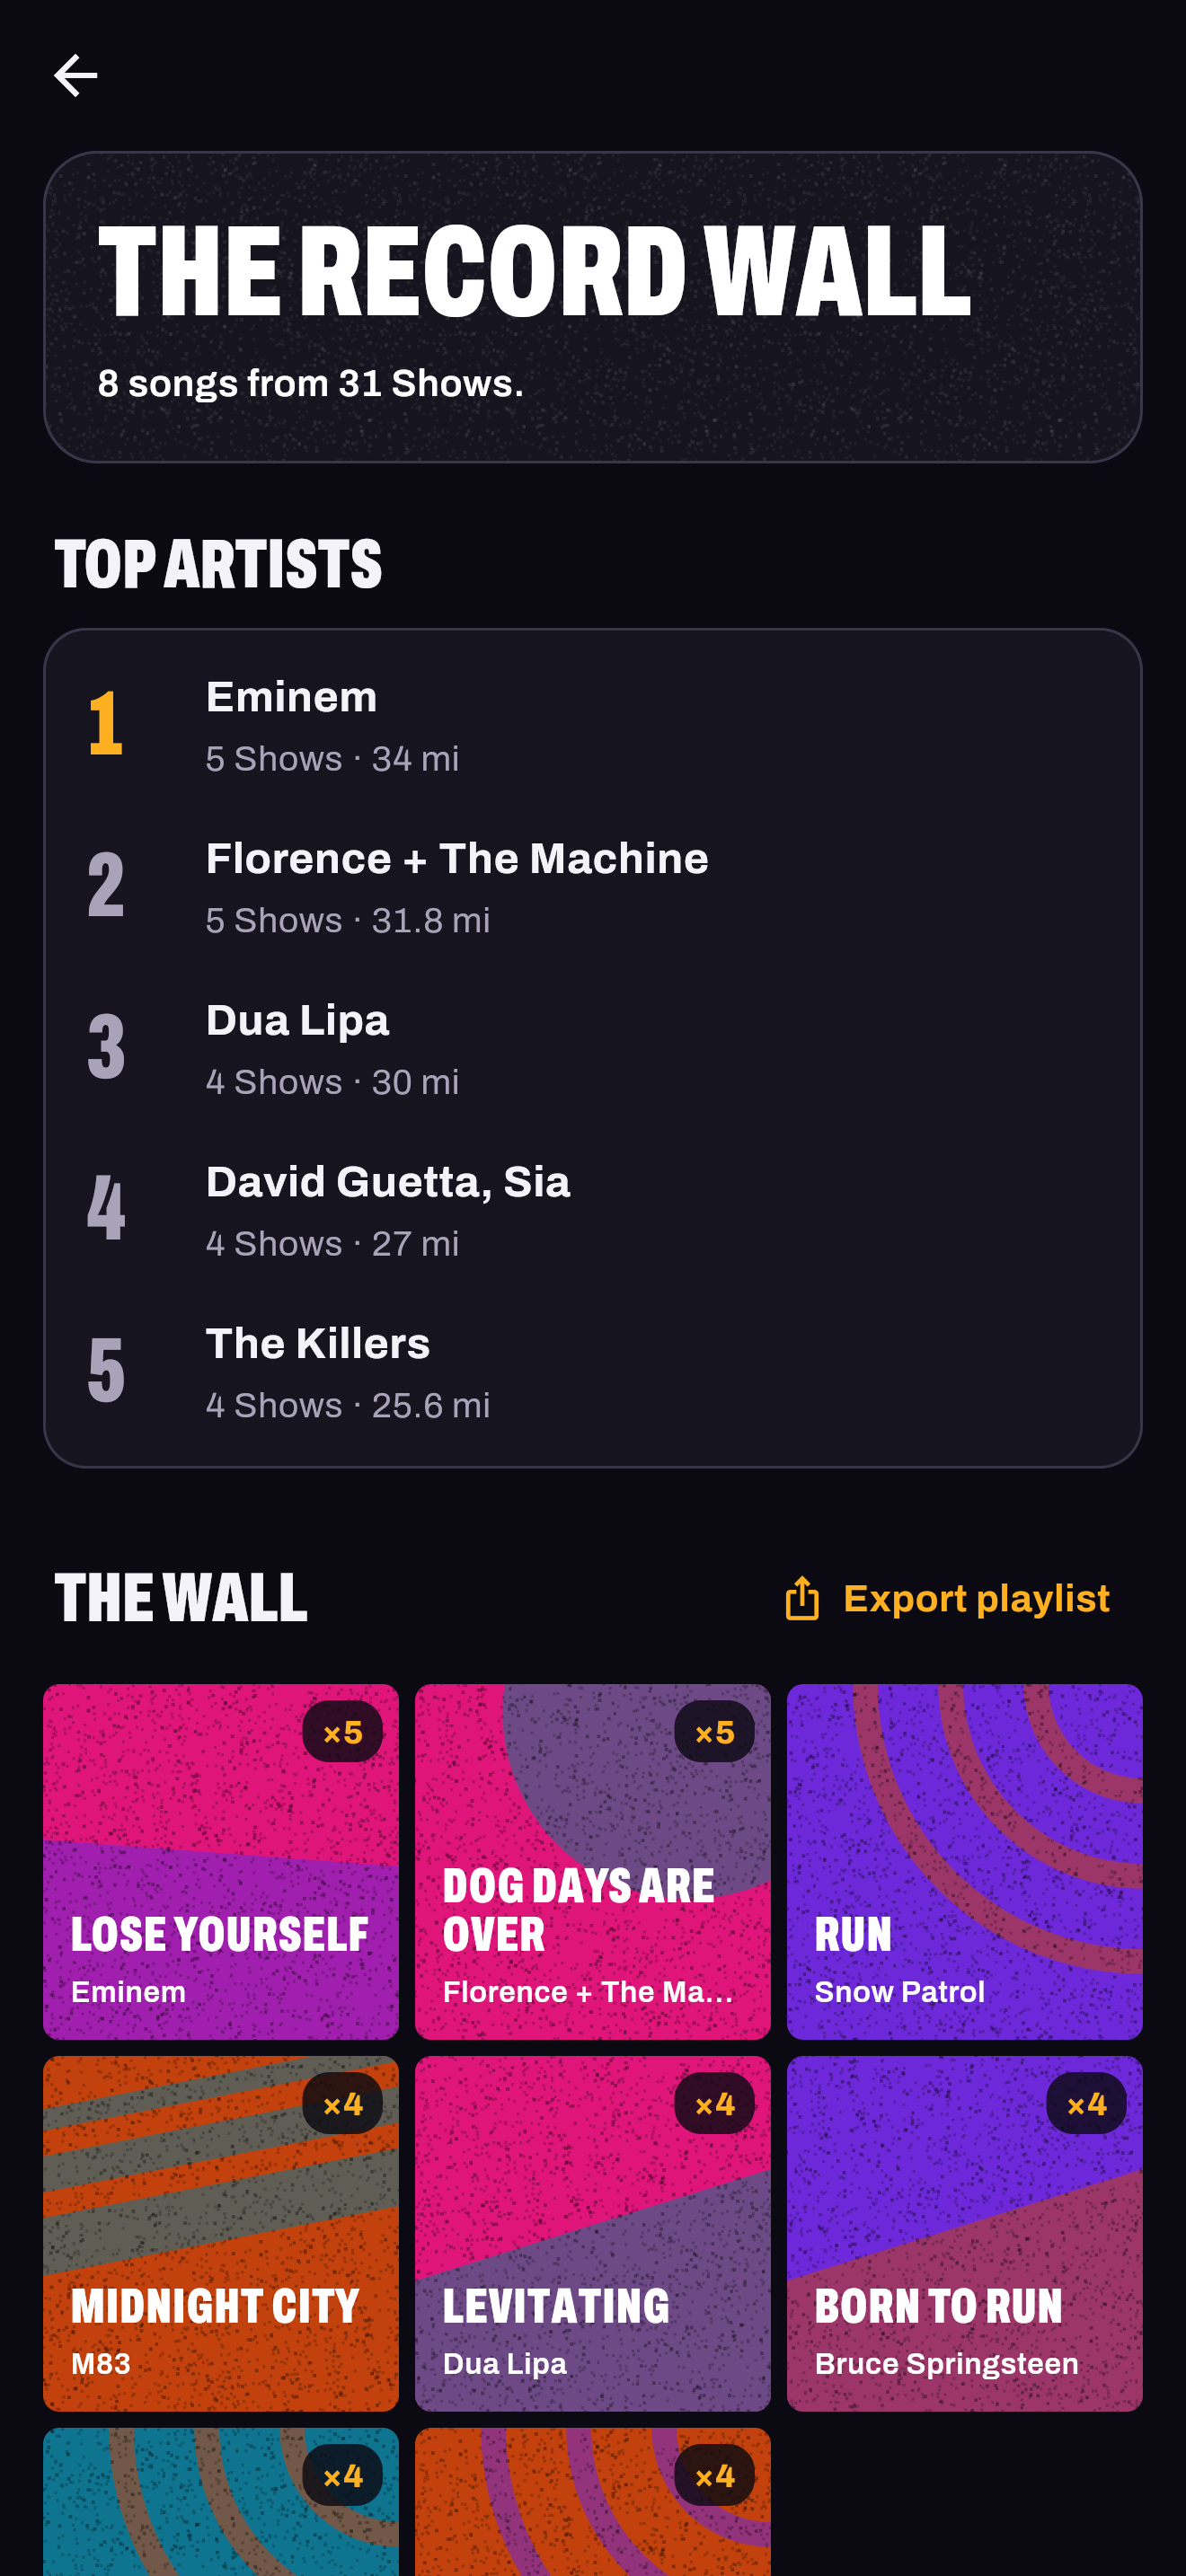 THE RECORD WALL
8 songs from 31 Shows.
TOP ARTISTS
1
Eminem
5 Shows · 34 mi
2
Florence + The Machine
5 Shows · 31.8 mi
3
Dua Lipa
4 Shows · 30 mi
4
David Guetta, Sia
4 Shows · 27 mi
5
The Killers
4 Shows · 25.6 mi
THE WALL
Export playlist
×5
LOSE YOURSELF
Eminem
×5
DOG DAYS ARE
OVER
Florence + The Ma...
RUN
Snow Patrol
×4
MIDNIGHT CITY
M83
×4
LEVITATING
Dua Lipa
×4
BORN TO RUN
Bruce Springsteen
×4
×4